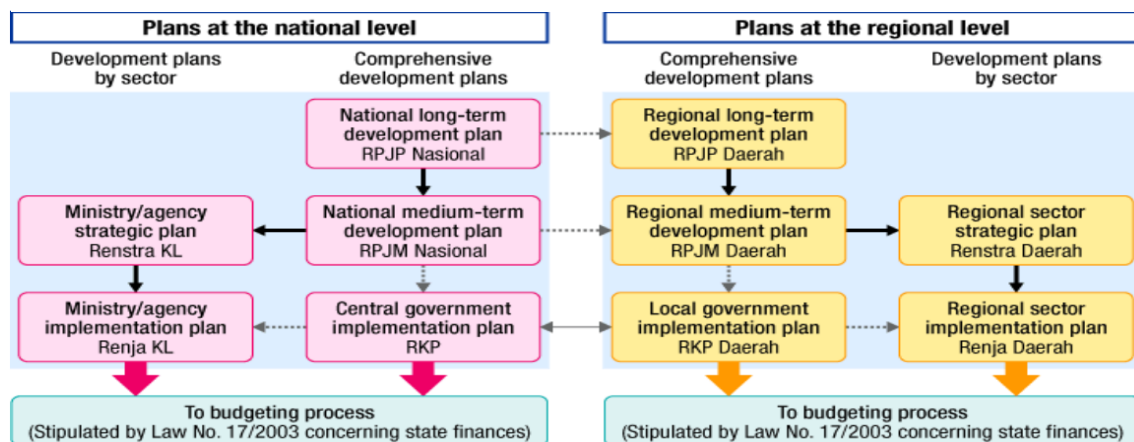 Plans at the national level
Development plans
by sector
Comprehensive
development plans
National long-term
development plan
RPJP Nasional
Ministry/agency
strategic plan
Renstra KL
National medium-term
development plan
RPJM Nasional
Ministry/agency
implementation plan
Renja KL
Central government
implementation plan
RKP
To budgeting process
(Stipulated by Law No. 17/2003 concerning state finances)
Plans at the regional level
Comprehensive
development plans
Development plans
by sector
Regional long-term
development plan
RPJP Daerah
Regional medium-term
development plan
RPJM Daerah
Regional sector
strategic plan
Renstra Daerah
Local government
implementation plan
RKP Daerah
Regional sector
implementation plan
Renja Daerah
To budgeting process
(Stipulated by Law No. 17/2003 concerning state finances)